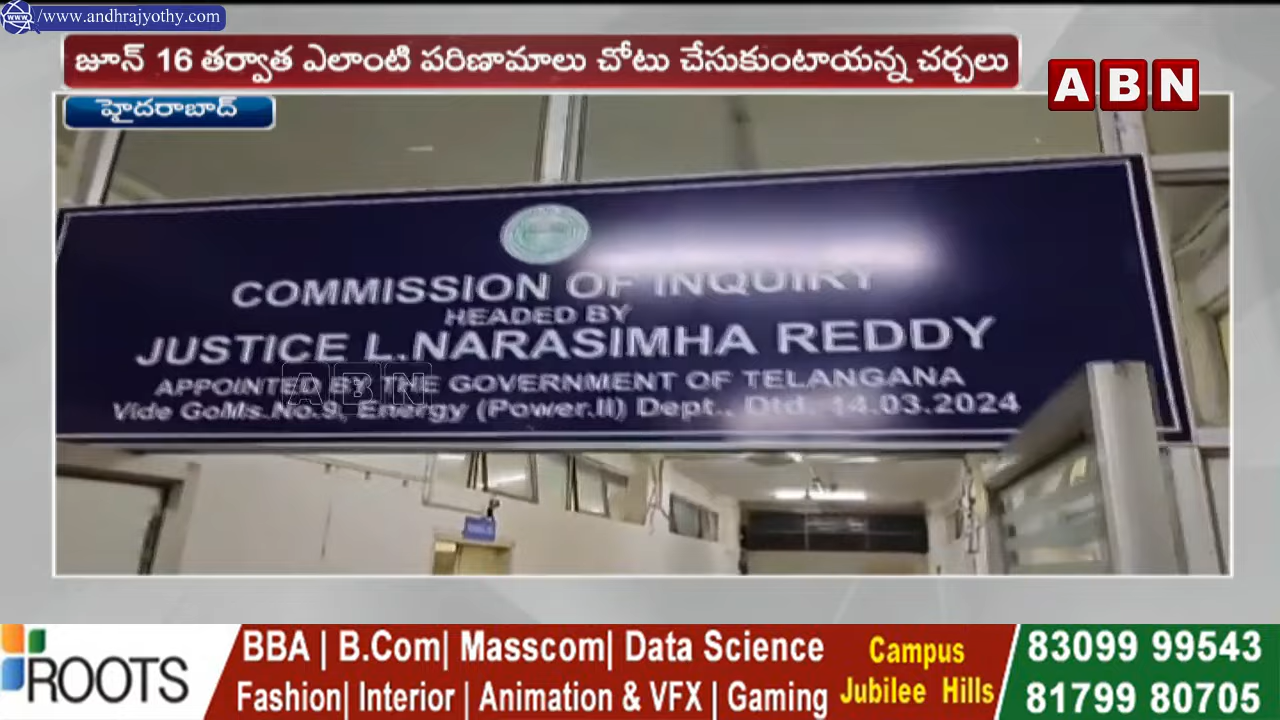 /www.andhrajyothy.com
జూన్ 16 తర్వాత ఎలాంటి పరిణామాలు చోటు చేసుకుంటాయన్న చర్చలు
ABN
హైదరాబాద్
COMMISSION OF INQUIRY
HEADED BY
JUSTICE L.NARASIMHA REDDY
APPOINTED BY THE GOVERNMENT OF TELANGANA
Vide GoMs.No.9, Energy (Power.II) Dept., Dtd. 14.03.2024
ABN
ROOTS
BBA | B.Com| Masscom| Data Science
Fashion| Interior | Animation & VFX | Gaming
Campus
Jubilee Hills
83099 99543
81799 80705